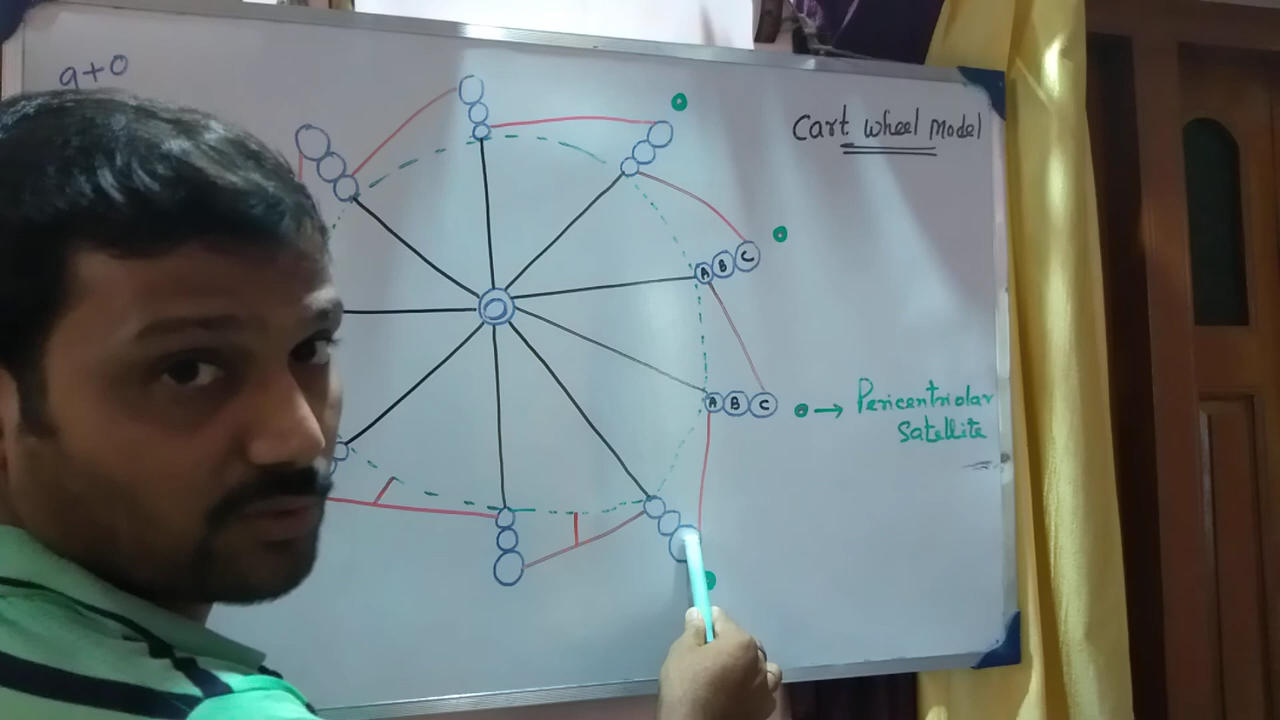 9+0
Cart wheel Model
A B C
A B C
Pericentriolar
Satellite